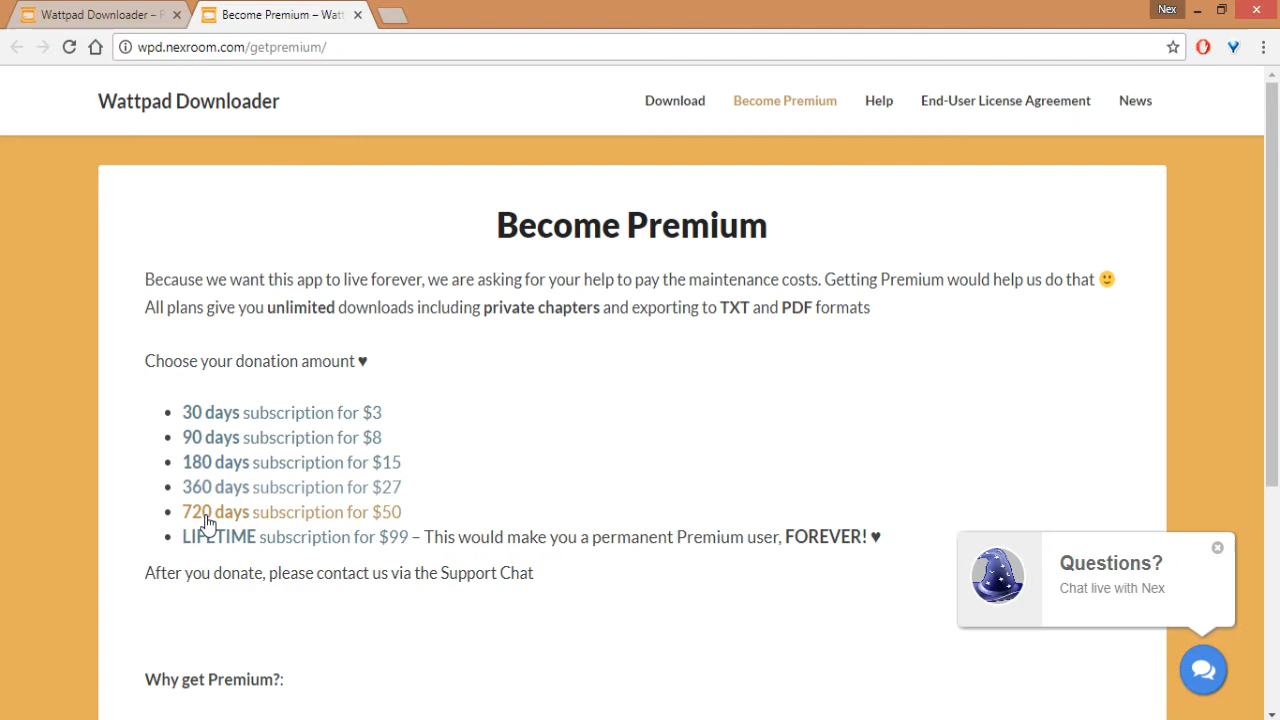 Wattpad Downloader – F
Become Premium – Watt
Nex
wpd.nexroom.com/getpremium/
Wattpad Downloader
Download
Become Premium
Help
End-User License Agreement
News
Become Premium
Because we want this app to live forever, we are asking for your help to pay the maintenance costs. Getting Premium would help us do that 🙂
All plans give you unlimited downloads including private chapters and exporting to TXT and PDF formats
Choose your donation amount ♥
• 30 days subscription for $3
• 90 days subscription for $8
• 180 days subscription for $15
• 360 days subscription for $27
• 720 days subscription for $50
• LIFETIME subscription for $99 – This would make you a permanent Premium user, FOREVER! ♥
After you donate, please contact us via the Support Chat
Questions?
Chat live with Nex
Why get Premium?: